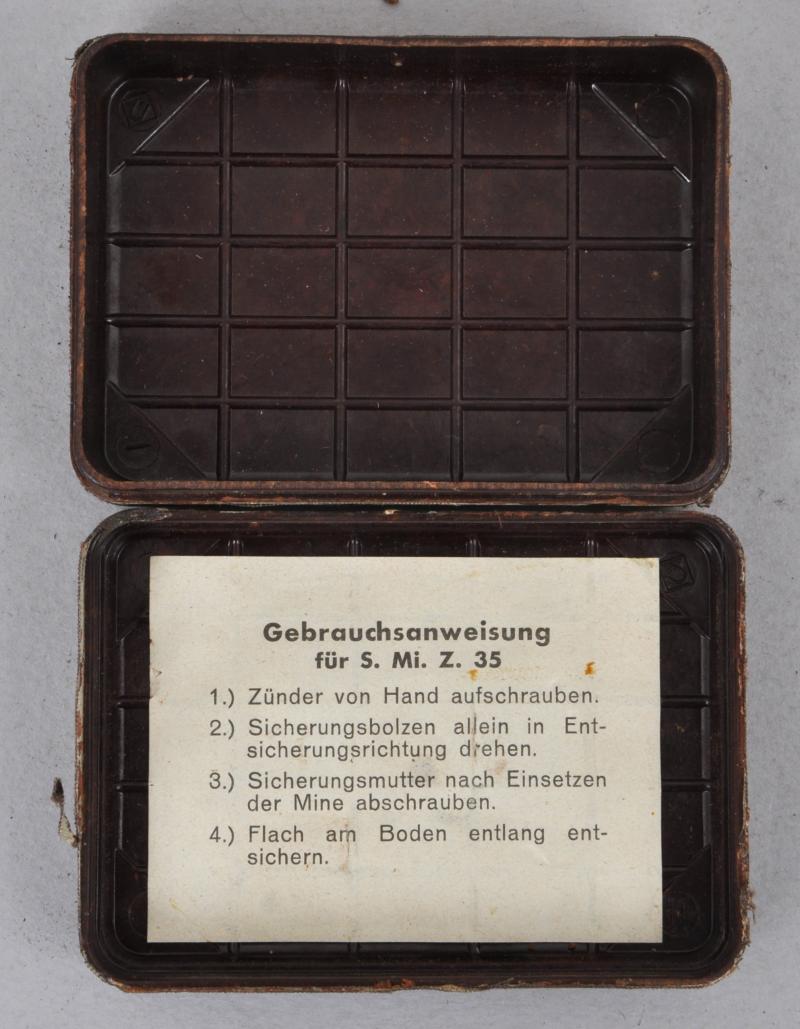 Gebrauchsanweisung
für S. Mi. Z. 35
1.) Zünder von Hand aufschrauben.
2.) Sicherungsbolzen allein in Ent-
sicherungsrichtung drehen.
3.) Sicherungsmutter nach Einsetzen
der Mine abschrauben.
4.) Flach am Boden entlang ent-
sichern.